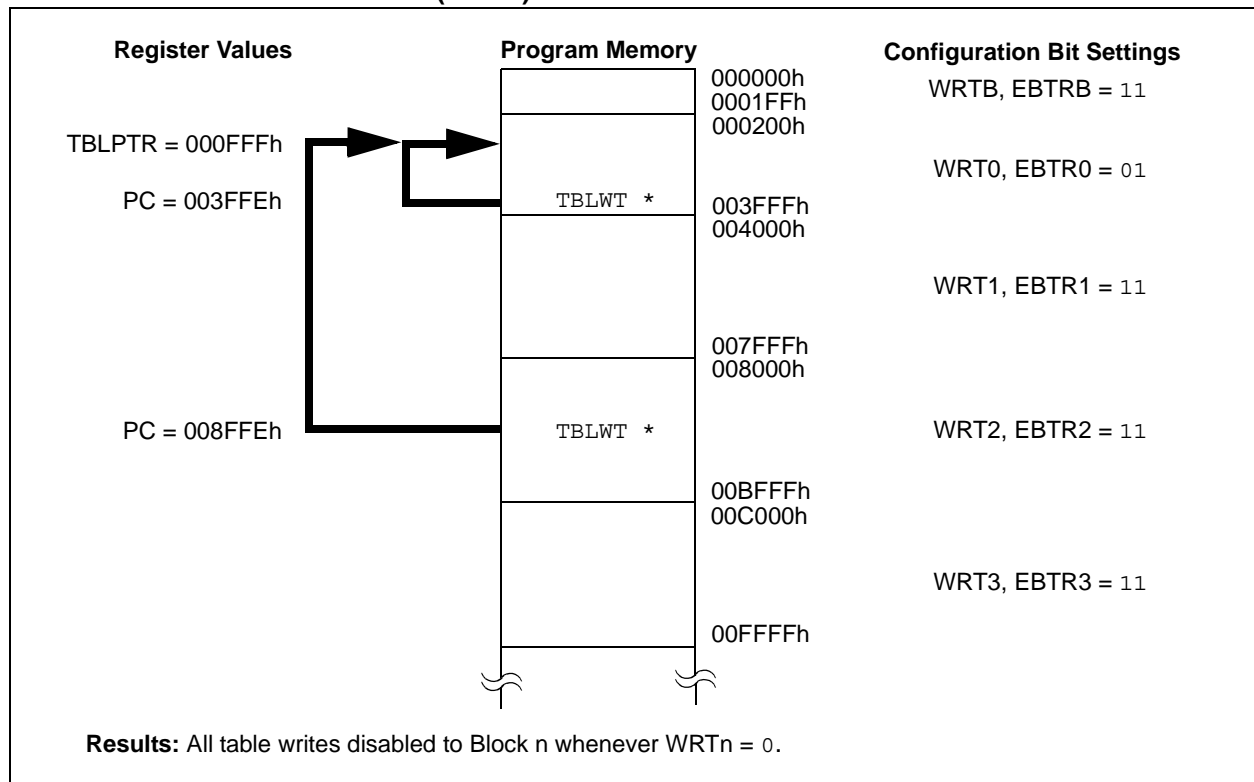 Register Values Program Memory Configuration Bit Settings
000000h WRTB, EBTRB = 11
0001FFh
000200h
TBLPTR = 000FFFh
WRT0, EBTR0 = 01
PC = 003FFEh TBLWT * 003FFFh
004000h
WRT1, EBTR1 = 11
007FFFh
008000h
PC = 008FFEh TBLWT * WRT2, EBTR2 = 11
00BFFFh
00C000h
WRT3, EBTR3 = 11
00FFFFh
Results: All table writes disabled to Block n whenever WRTn = 0.